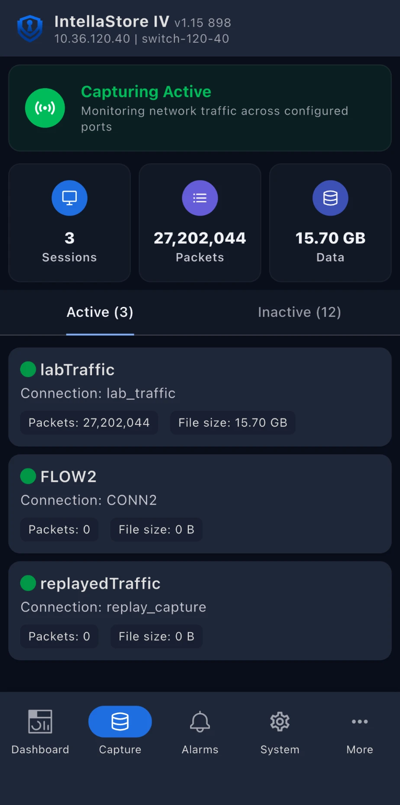 IntellaStore IV v1.15 898
10.36.120.40 | switch-120-40
Capturing Active
Monitoring network traffic across configured
ports
3
Sessions
27,202,044
Packets
15.70 GB
Data
Active (3)
Inactive (12)
labTraffic
Connection: lab_traffic
Packets: 27,202,044
File size: 15.70 GB
FLOW2
Connection: CONN2
Packets: 0
File size: 0 B
replayedTraffic
Connection: replay_capture
Packets: 0
File size: 0 B
Dashboard
Capture
Alarms
System
More